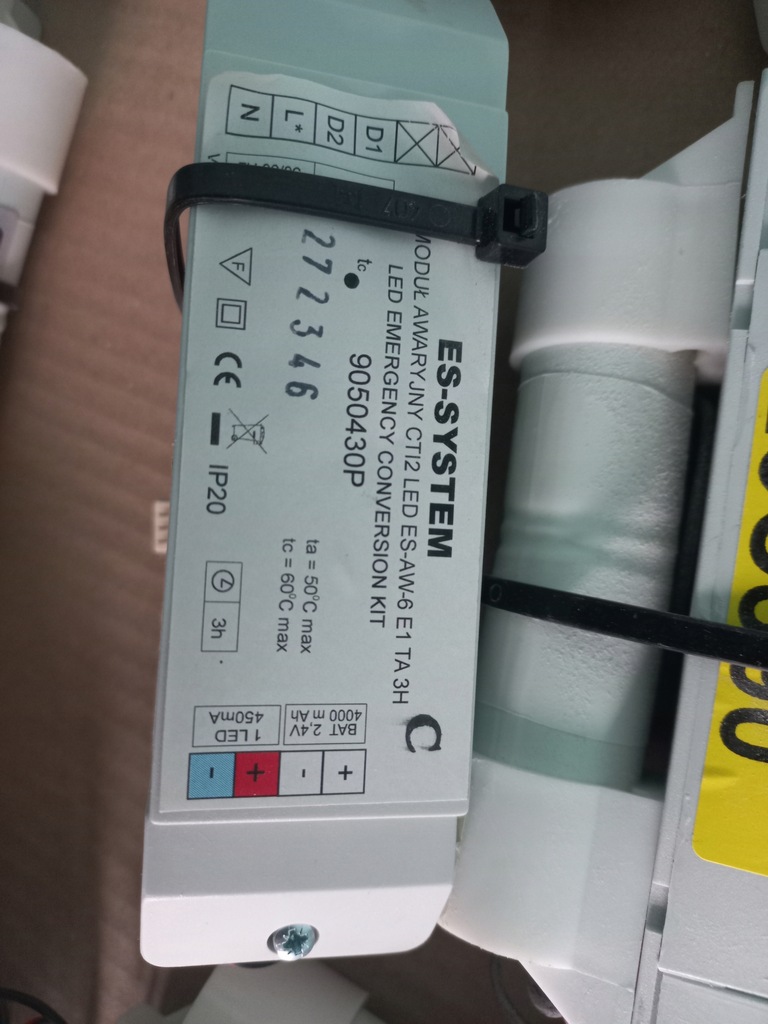 N
L*
D2
D1
ES-SYSTEM
MODUŁ AWARYJNY CTI2 LED ES-AW-6 E1 TA 3H
LED EMERGENCY CONVERSION KIT
9050430P
tc
272346
F
CE
IP20
ta = 50°C max
tc = 60°C max
3h
C
BAT 2,4V
4000 m Ah
1 LED
450mA
+
-
+
-